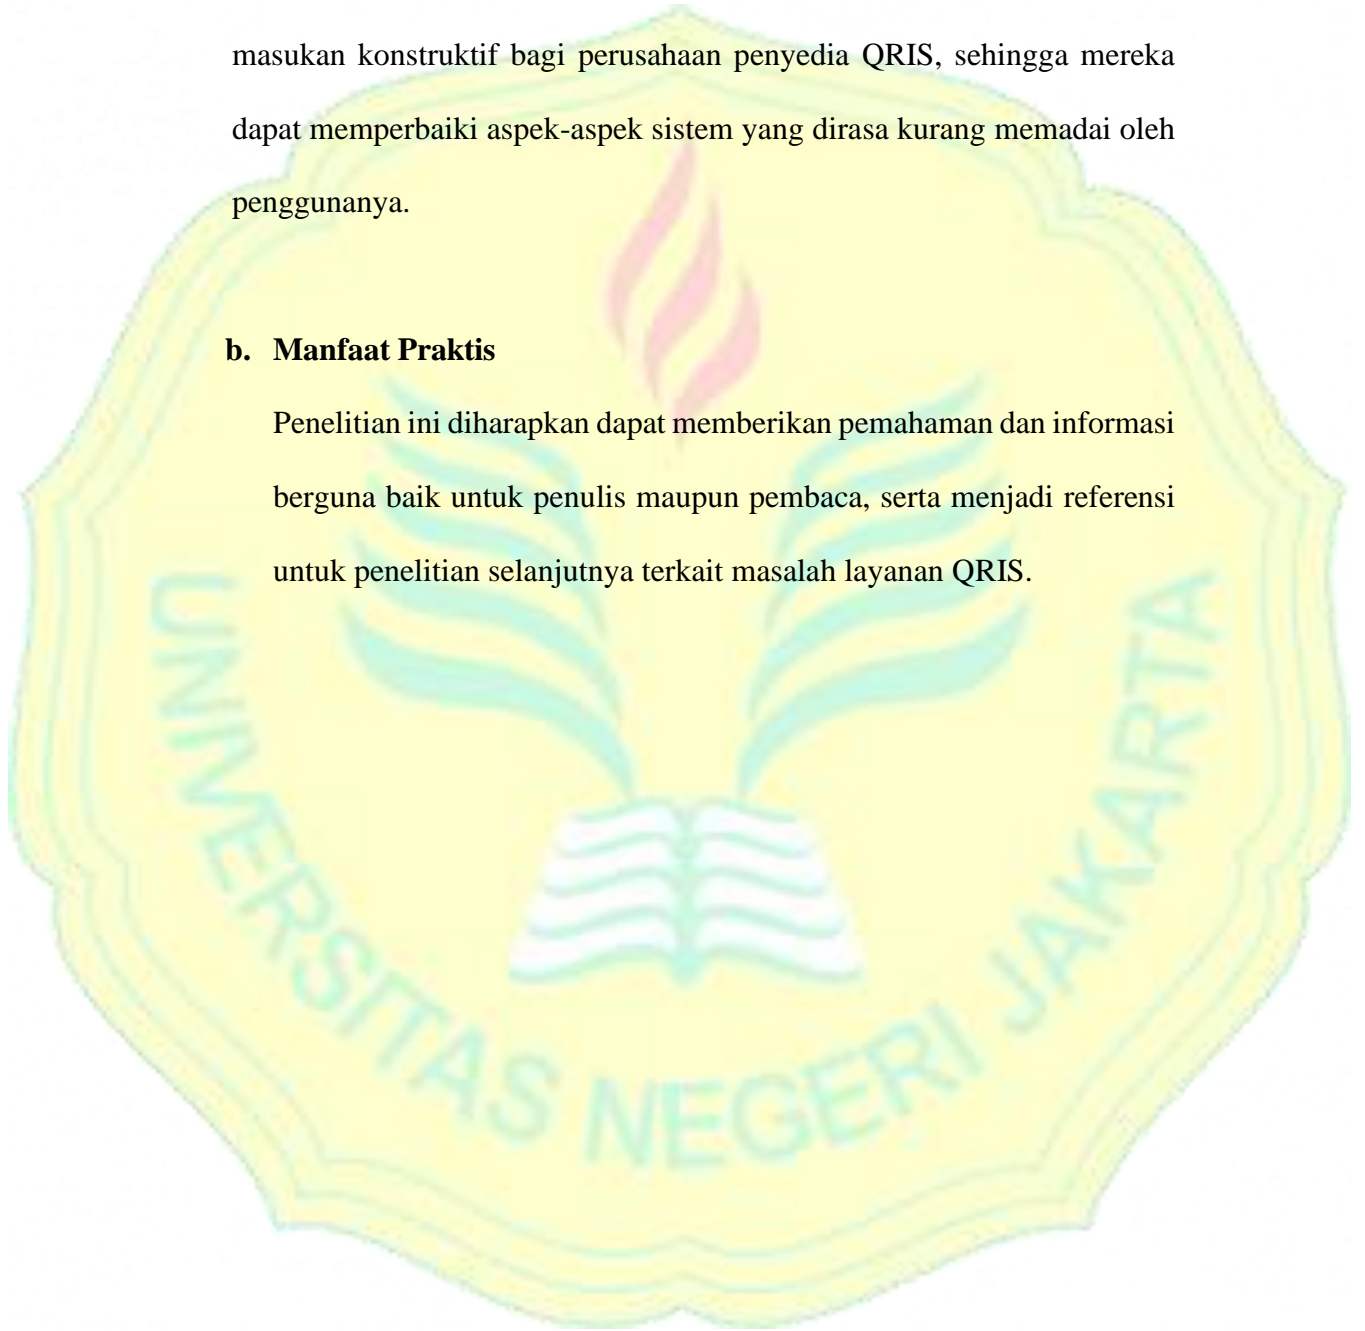 masukan konstruktif bagi perusahaan penyedia QRIS, sehingga mereka
dapat memperbaiki aspek-aspek sistem yang dirasa kurang memadai oleh
penggunanya.
b. Manfaat Praktis
Penelitian ini diharapkan dapat memberikan pemahaman dan informasi
berguna baik untuk penulis maupun pembaca, serta menjadi referensi
untuk penelitian selanjutnya terkait masalah layanan QRIS.
UNIVERSITAS NEGERI JAKARTA